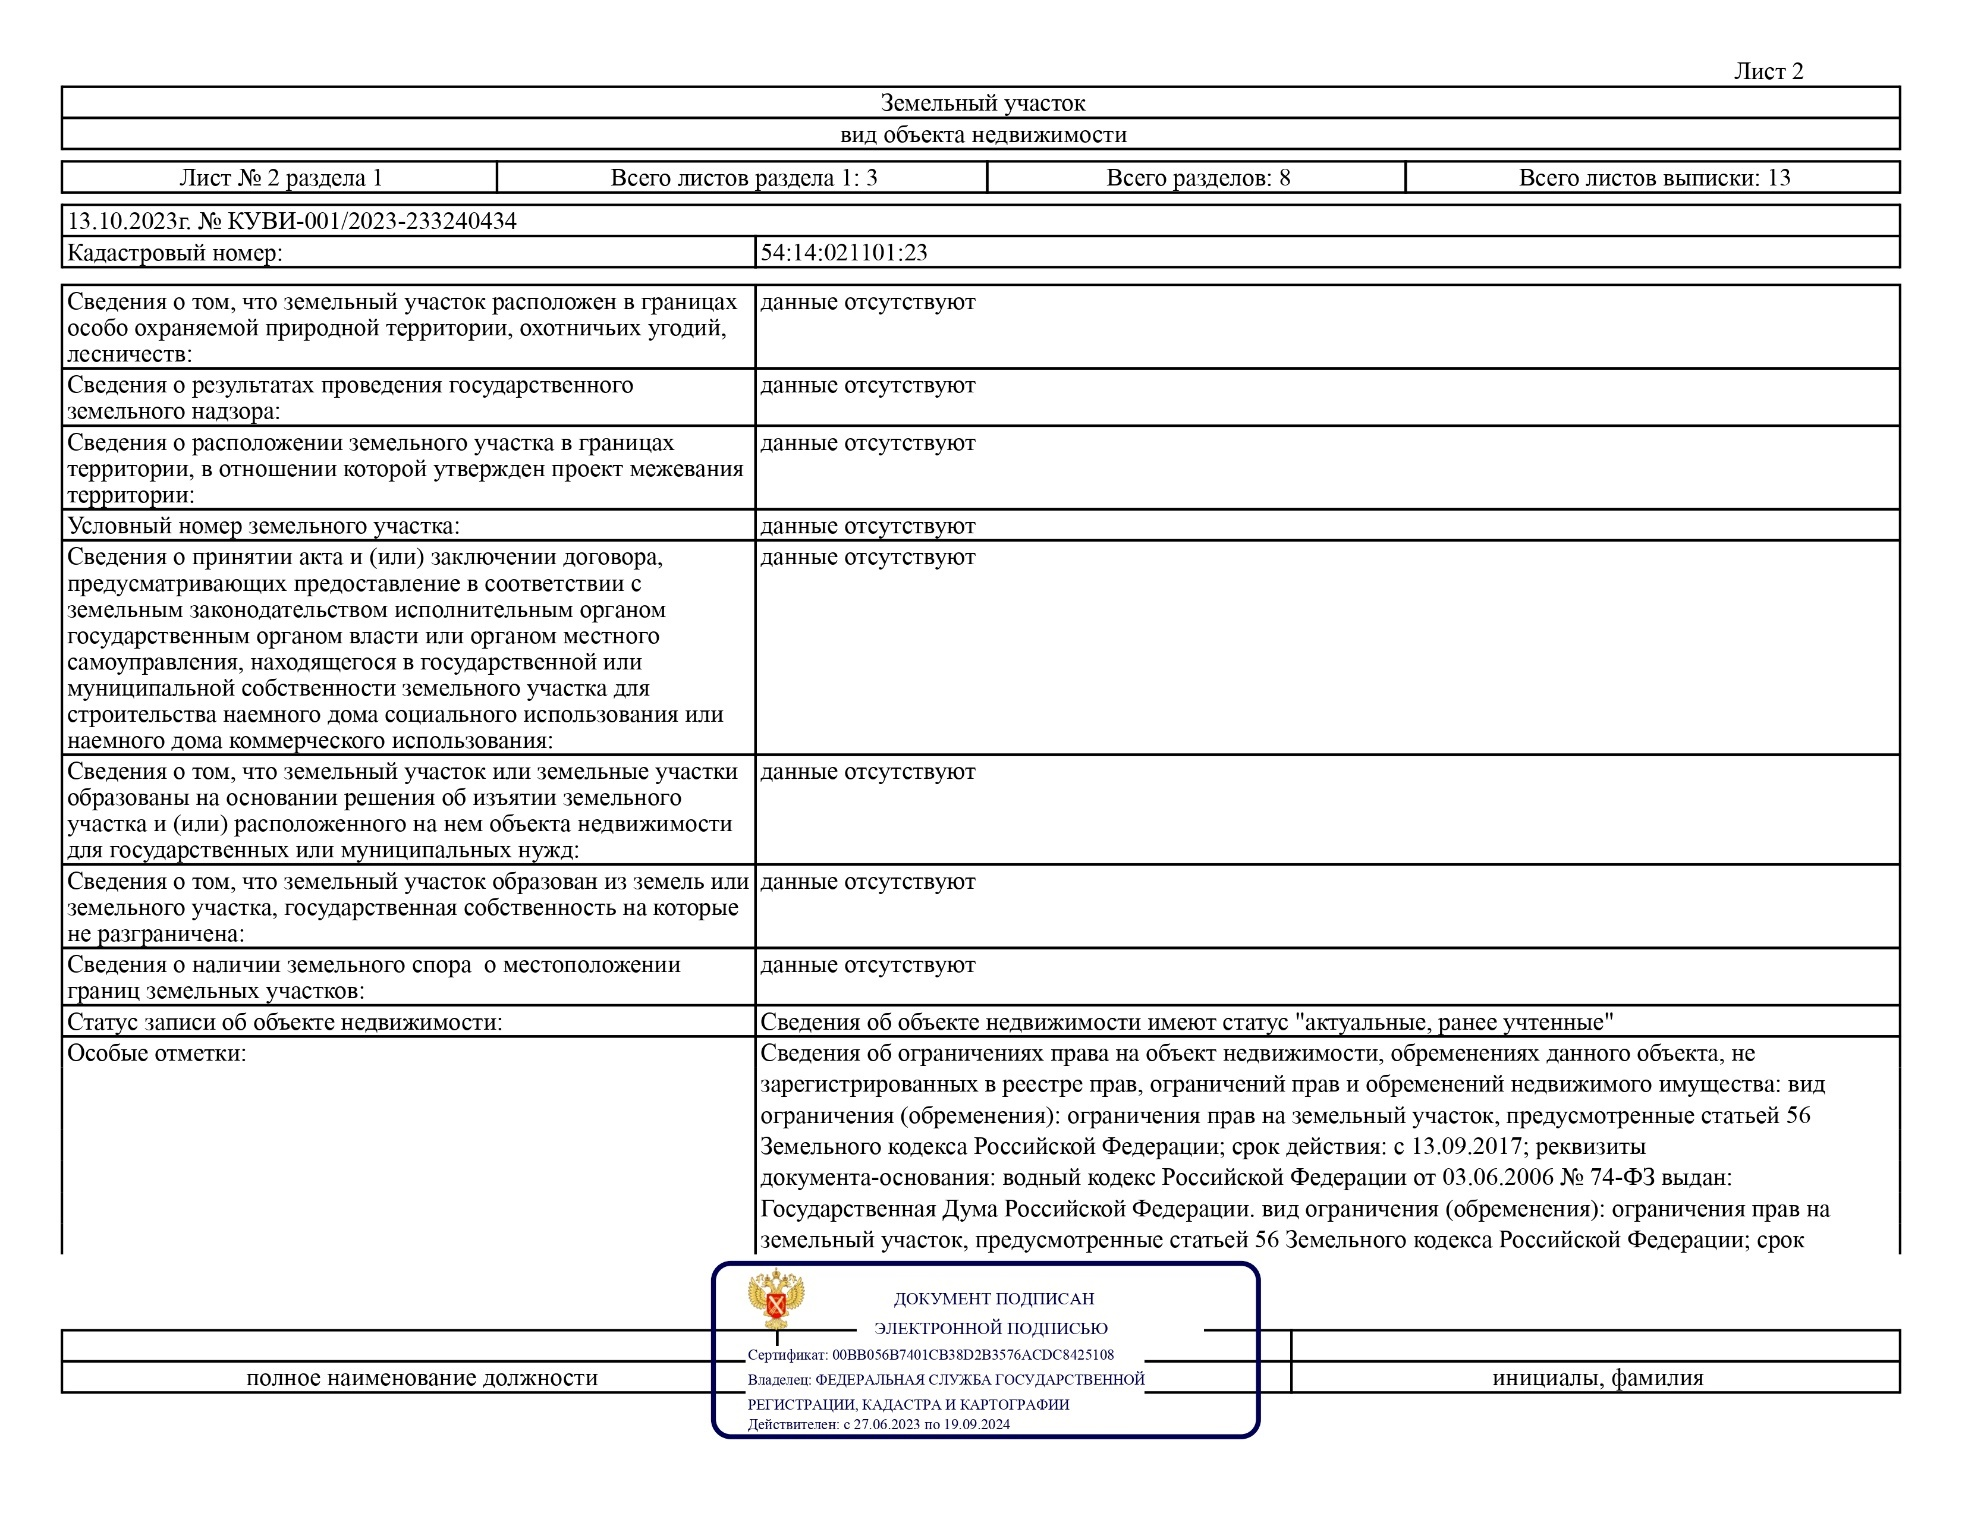 Лист 2
Земельный участок
вид объекта недвижимости
Лист № 2 раздела 1
Всего листов раздела 1: 3
Всего разделов: 8
Всего листов выписки: 13
13.10.2023г. № КУВИ-001/2023-233240434
Кадастровый номер:
54:14:021101:23
Сведения о том, что земельный участок расположен в границах
особо охраняемой природной территории, охотничьих угодий,
лесничеств:
данные отсутствуют
Сведения о результатах проведения государственного
земельного надзора:
данные отсутствуют
Сведения о расположении земельного участка в границах
территории, в отношении которой утвержден проект межевания
территории:
данные отсутствуют
Условный номер земельного участка:
данные отсутствуют
Сведения о принятии акта и (или) заключении договора,
предусматривающих предоставление в соответствии с
земельным законодательством исполнительным органом
государственным органом власти или органом местного
самоуправления, находящегося в государственной или
муниципальной собственности земельного участка для
строительства наемного дома социального использования или
наемного дома коммерческого использования:
данные отсутствуют
Сведения о том, что земельный участок или земельные участки
образованы на основании решения об изъятии земельного
участка и (или) расположенного на нем объекта недвижимости
для государственных или муниципальных нужд:
данные отсутствуют
Сведения о том, что земельный участок образован из земель или
земельного участка, государственная собственность на которые
не разграничена:
данные отсутствуют
Сведения о наличии земельного спора  о местоположении
границ земельных участков:
данные отсутствуют
Статус записи об объекте недвижимости:
Сведения об объекте недвижимости имеют статус "актуальные, ранее учтенные"
Особые отметки:
Сведения об ограничениях права на объект недвижимости, обременениях данного объекта, не
зарегистрированных в реестре прав, ограничений прав и обременений недвижимого имущества: вид
ограничения (обременения): ограничения прав на земельный участок, предусмотренные статьей 56
Земельного кодекса Российской Федерации; срок действия: с 13.09.2017; реквизиты
документа-основания: водный кодекс Российской Федерации от 03.06.2006 № 74-ФЗ выдан:
Государственная Дума Российской Федерации. вид ограничения (обременения): ограничения прав на
земельный участок, предусмотренные статьей 56 Земельного кодекса Российской Федерации; срок
ДОКУМЕНТ ПОДПИСАН
ЭЛЕКТРОННОЙ ПОДПИСЬЮ
Сертификат: 00BB056B7401CB38D2B3576ACDC8425108
Владелец: ФЕДЕРАЛЬНАЯ СЛУЖБА ГОСУДАРСТВЕННОЙ
РЕГИСТРАЦИИ, КАДАСТРА И КАРТОГРАФИИ
Действителен: с 27.06.2023 по 19.09.2024
полное наименование должности
инициалы, фамилия